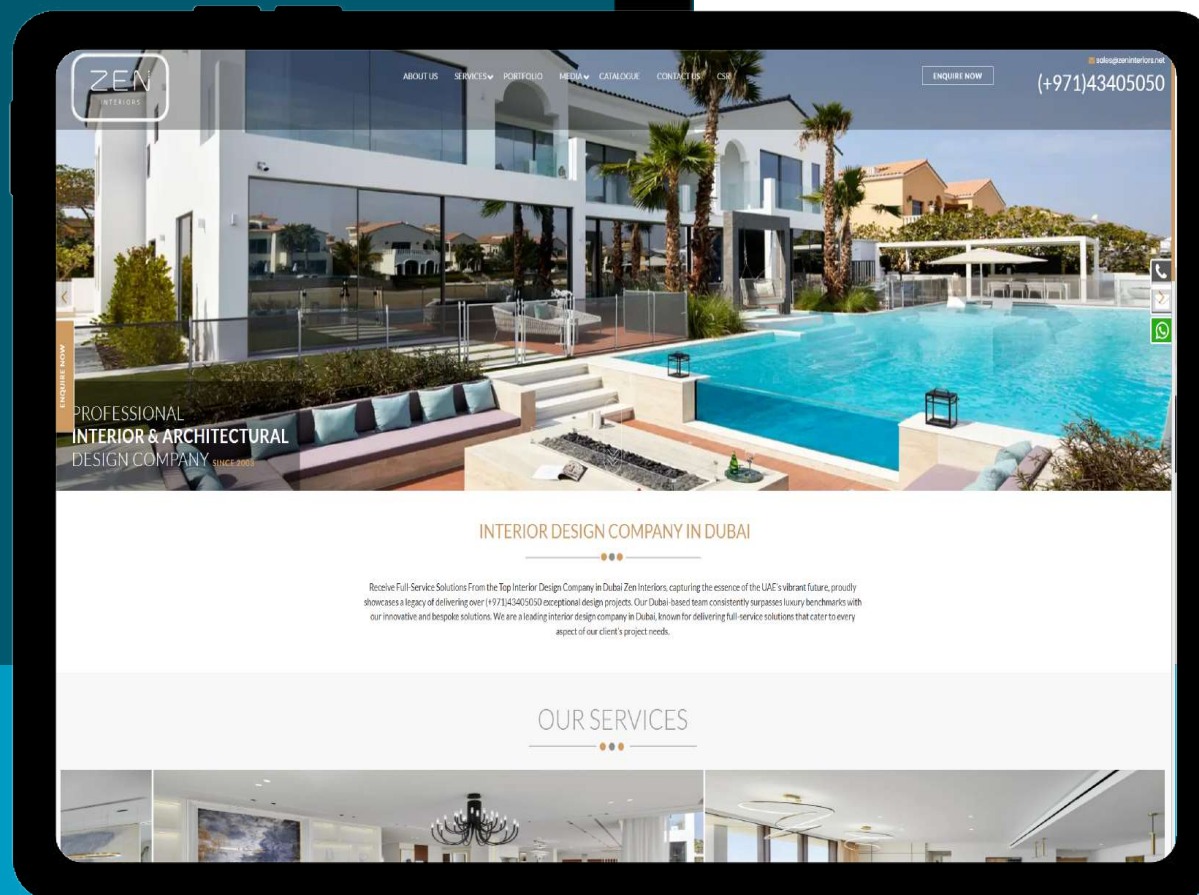 ZEN
INTERIORS
ABOUT US SERVICES PORTFOLIO MEDIA CATALOGUE CONTACT US CSR
ENQUIRE NOW
sales@zeninteriors.net
(+971)43405050
ENQUIRE NOW
PROFESSIONAL
INTERIOR & ARCHITECTURAL
DESIGN COMPANY SINCE 2003
INTERIOR DESIGN COMPANY IN DUBAI
Receive Full-Service Solutions From the Top Interior Design Company in Dubai Zen Interiors, capturing the essence of the UAE's vibrant future, proudly
showcases a legacy of delivering over (+971)43405050 exceptional design projects. Our Dubai-based team consistently surpasses luxury benchmarks with
our innovative and bespoke solutions. We are a leading interior design company in Dubai, known for delivering full-service solutions that cater to every
aspect of our client's project needs.
OUR SERVICES